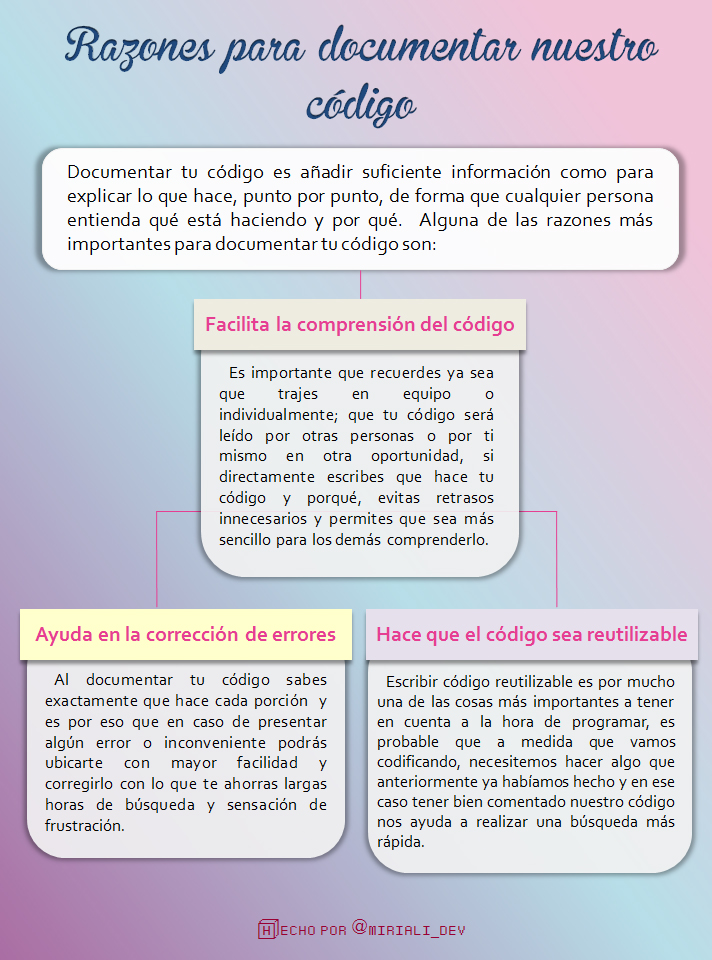 Razones para documentar nuestro
código
Documentar tu código es añadir suficiente información como para
explicar lo que hace, punto por punto, de forma que cualquier persona
entienda qué está haciendo y por qué. Alguna de las razones más
importantes para documentar tu código son:
Facilita la comprensión del código
Es importante que recuerdes ya sea
que trajes en equipo o
individualmente; que tu código será
leído por otras personas o por ti
mismo en otra oportunidad, si
directamente escribes que hace tu
código y porqué, evitas retrasos
innecesarios y permites que sea más
sencillo para los demás comprenderlo.
Ayuda en la corrección de errores
Al documentar tu código sabes
exactamente que hace cada porción y
es por eso que en caso de presentar
algún error o inconveniente podrás
ubicarte con mayor facilidad y
corregirlo con lo que te ahorras largas
horas de búsqueda y sensación de
frustración.
Hace que el código sea reutilizable
Escribir código reutilizable es por mucho
una de las cosas más importantes a tener
en cuenta a la hora de programar, es
probable que a medida que vamos
codificando, necesitemos hacer algo que
anteriormente ya habíamos hecho y en ese
caso tener bien comentado nuestro código
nos ayuda a realizar una búsqueda más
rápida.
HECHO POR @MIRIALI_DEV